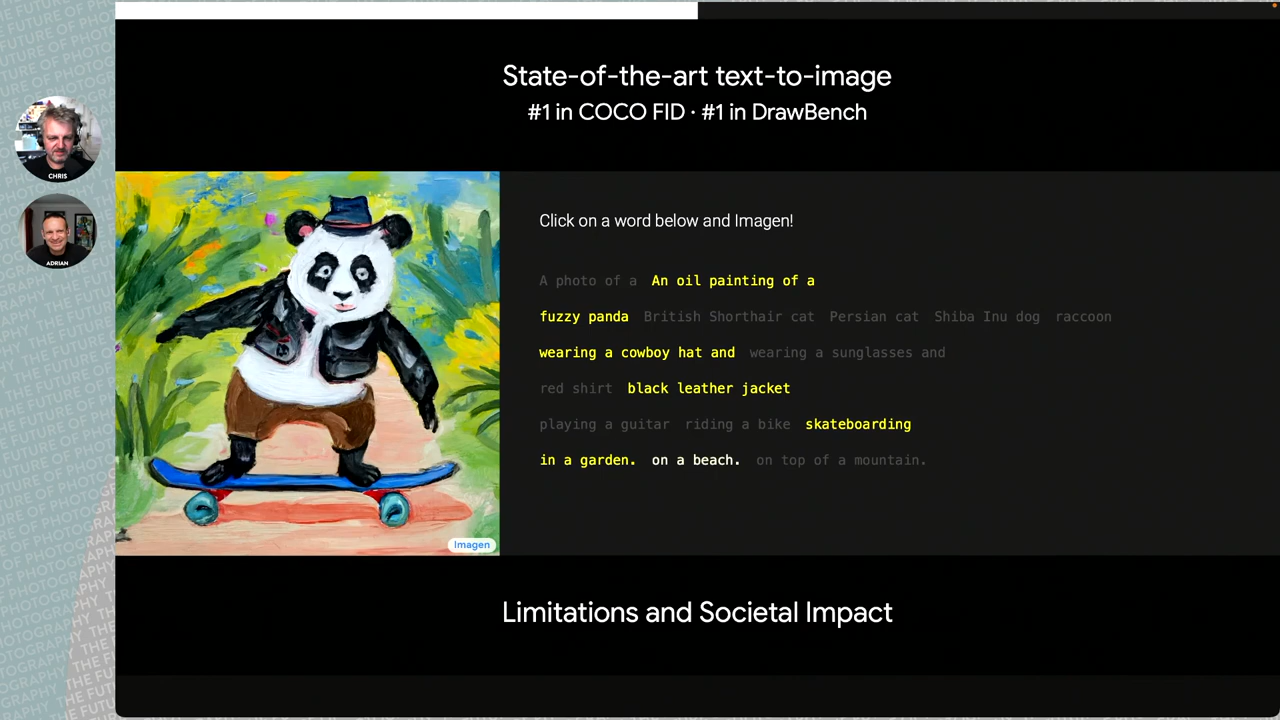 State-of-the-art text-to-image
#1 in COCO FID · #1 in DrawBench
CHRIS
ADRIAN
Click on a word below and Imagen!
A photo of a An oil painting of a
fuzzy panda British Shorthair cat Persian cat Shiba Inu dog raccoon
wearing a cowboy hat and wearing a sunglasses and
red shirt black leather jacket
playing a guitar riding a bike skateboarding
in a garden. on a beach. on top of a mountain.
Imagen
Limitations and Societal Impact